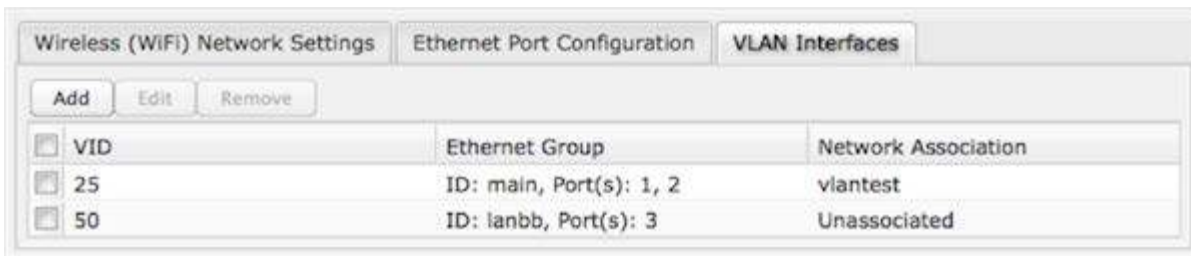 Wireless (WiFi) Network Settings Ethernet Port Configuration VLAN Interfaces
Add Edit Remove
VID Ethernet Group Network Association
25 ID: main, Port(s): 1, 2 vlantest
50 ID: lanbb, Port(s): 3 Unassociated